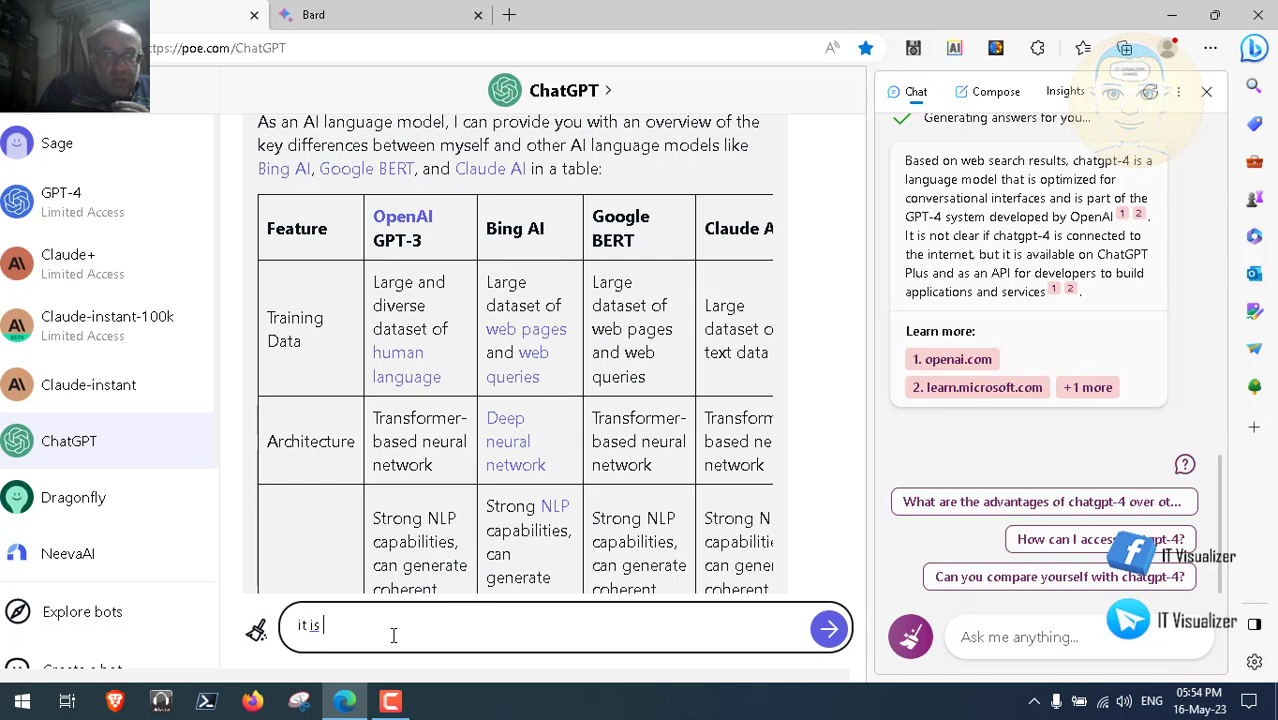 Bard
ttps://poe.com/ChatGPT
ChatGPT
Sage
GPT-4
Limited Access
Claude+
Limited Access
Claude-instant-100k
Limited Access
BETA
Claude-instant
ChatGPT
Dragonfly
NeevaAI
Explore bots
Create a bot
As an AI language model, I can provide you with an overview of the
key differences between myself and other AI language models like
Bing AI, Google BERT, and Claude AI in a table:
Feature
OpenAI
GPT-3
Bing AI
Google
BERT
Claude A
Training
Data
Large and
diverse
dataset of
human
language
Large
dataset of
web pages
and web
queries
Large
dataset of
web pages
and web
queries
Large
dataset o
text data
Architecture
Transformer-
based neural
network
Deep
neural
network
Transformer-
based neural
network
Transform
based ne
network
Strong NLP
capabilities,
can generate
coherent
Strong NLP
capabilities,
can
generate
Strong NLP
capabilities,
can generate
coherent
Strong N
capabiliti
can gene
coherent
it is
Chat
Compose
Insights
IT VISUALIZER
CHANNEL
Generating answers for you...
Based on web search results, chatgpt-4 is a
language model that is optimized for
conversational interfaces and is part of the
GPT-4 system developed by OpenAI 1 2 .
It is not clear if chatgpt-4 is connected to
the internet, but it is available on ChatGPT
Plus and as an API for developers to build
applications and services 1 2 .
Learn more:
1. openai.com
2. learn.microsoft.com
+1 more
What are the advantages of chatgpt-4 over ot...
How can I access chatgpt-4?
Can you compare yourself with chatgpt-4?
IT Visualizer
IT Visualizer
Ask me anything...
ENG
05:54 PM
16-May-23